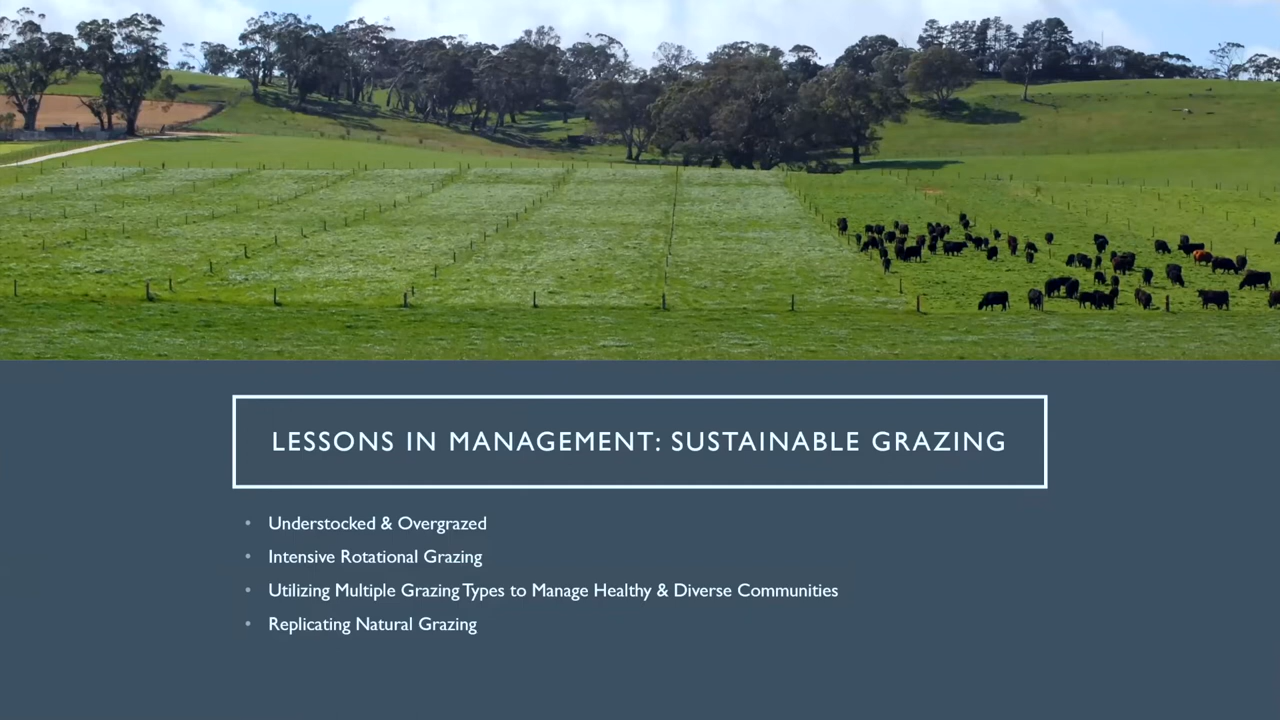 LESSONS IN MANAGEMENT: SUSTAINABLE GRAZING
• Understocked & Overgrazed
• Intensive Rotational Grazing
• Utilizing Multiple Grazing Types to Manage Healthy & Diverse Communities
• Replicating Natural Grazing